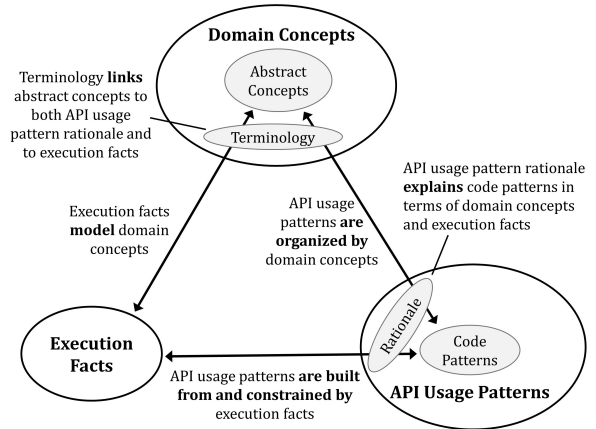 Domain Concepts
Abstract
Concepts
Terminology
Terminology links
abstract concepts to
both API usage
pattern rationale and
to execution facts
API usage pattern rationale
explains code patterns in
terms of domain concepts
and execution facts
Execution facts
model domain
concepts
API usage
patterns are
organized by
domain concepts
Execution
Facts
Rationale
Code
Patterns
API Usage Patterns
API usage patterns are built
from and constrained by
execution facts